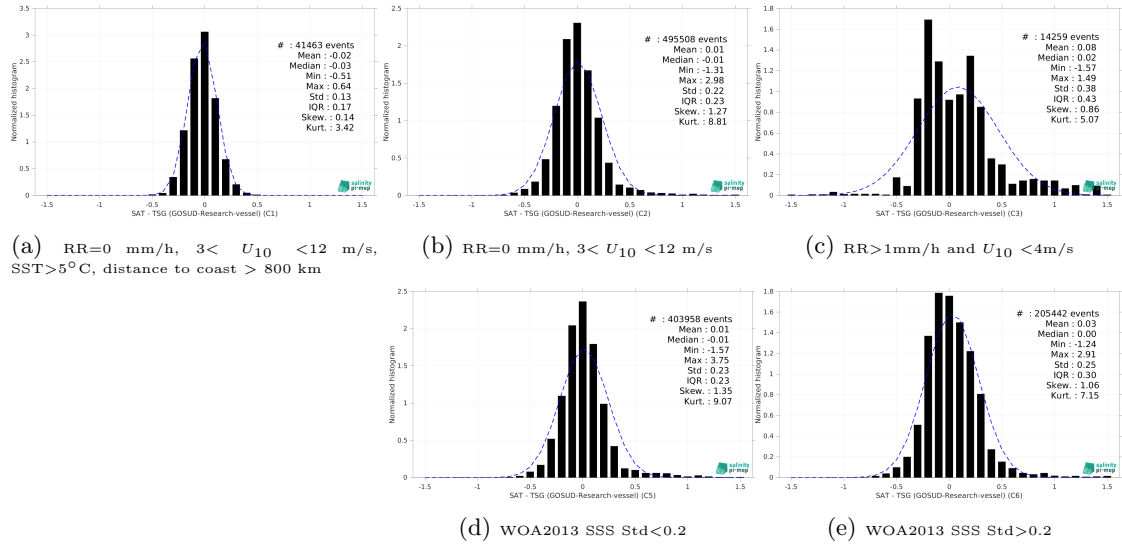 3.5
3
2.5
2
1.5
1
0.5
0
Normalized histogram
# : 41463 events
Mean : -0.02
Median : -0.03
Min : -0.51
Max : 0.64
Std : 0.13
IQR : 0.17
Skew. : 0.14
Kurt. : 3.42
salinity
pi-mep
-1.5 -1 -0.5 0 0.5 1 1.5
SAT - TSG (GOSUD-Research-vessel) (C1)
(a) RR=0 mm/h, 3< U10 <12 m/s,
SST>5°C, distance to coast > 800 km
2.5
2
1.5
1
0.5
0
Normalized histogram
# : 495508 events
Mean : 0.01
Median : -0.01
Min : -1.31
Max : 2.98
Std : 0.22
IQR : 0.23
Skew. : 1.27
Kurt. : 8.81
salinity
pi-mep
-1.5 -1 -0.5 0 0.5 1 1.5
SAT - TSG (GOSUD-Research-vessel) (C2)
(b) RR=0 mm/h, 3< U10 <12 m/s
1.8
1.6
1.4
1.2
1
0.8
0.6
0.4
0.2
0
Normalized histogram
# : 14259 events
Mean : 0.08
Median : 0.02
Min : -1.57
Max : 1.49
Std : 0.38
IQR : 0.43
Skew. : 0.86
Kurt. : 5.07
salinity
pi-mep
-1.5 -1 -0.5 0 0.5 1 1.5
SAT - TSG (GOSUD-Research-vessel) (C3)
(c) RR>1mm/h and U10 <4m/s
2.5
2
1.5
1
0.5
0
Normalized histogram
# : 403958 events
Mean : 0.01
Median : -0.01
Min : -1.57
Max : 3.75
Std : 0.23
IQR : 0.23
Skew. : 1.35
Kurt. : 9.07
salinity
pi-mep
-1.5 -1 -0.5 0 0.5 1 1.5
SAT - TSG (GOSUD-Research-vessel) (C5)
(d) WOA2013 SSS Std<0.2
1.8
1.6
1.4
1.2
1
0.8
0.6
0.4
0.2
0
Normalized histogram
# : 205442 events
Mean : 0.03
Median : 0.00
Min : -1.24
Max : 2.91
Std : 0.25
IQR : 0.30
Skew. : 1.06
Kurt. : 7.15
salinity
pi-mep
-1.5 -1 -0.5 0 0.5 1 1.5
SAT - TSG (GOSUD-Research-vessel) (C6)
(e) WOA2013 SSS Std>0.2